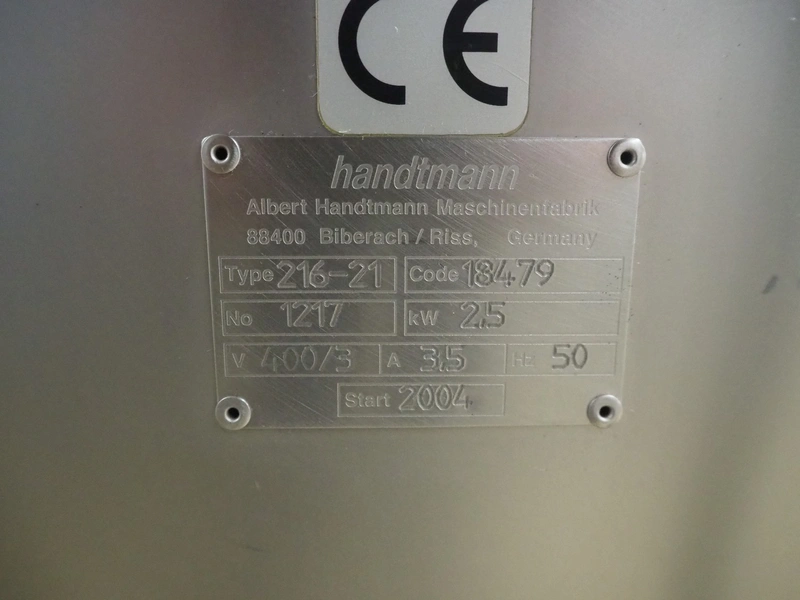 CE
handtmann
Albert Handtmann Maschinenfabrik
88400 Biberach / Riss, Germany
Type 216-21 Code 18479
No 1217 kW 2,5
V 400/3 A 3,5 Hz 50
Start 2004